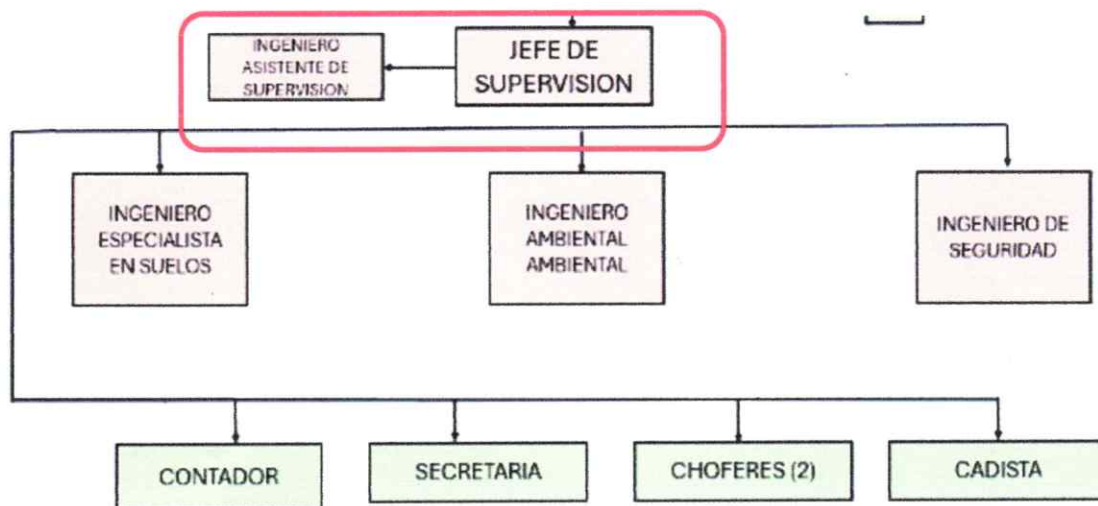 INGENIERO
ASISTENTE DE
SUPERVISION
JEFE DE
SUPERVISION
INGENIERO
ESPECIALISTA
EN SUELOS
INGENIERO
AMBIENTAL
AMBIENTAL
INGENIERO DE
SEGURIDAD
CONTADOR
SECRETARIA
CHOFERES (2)
CADISTA